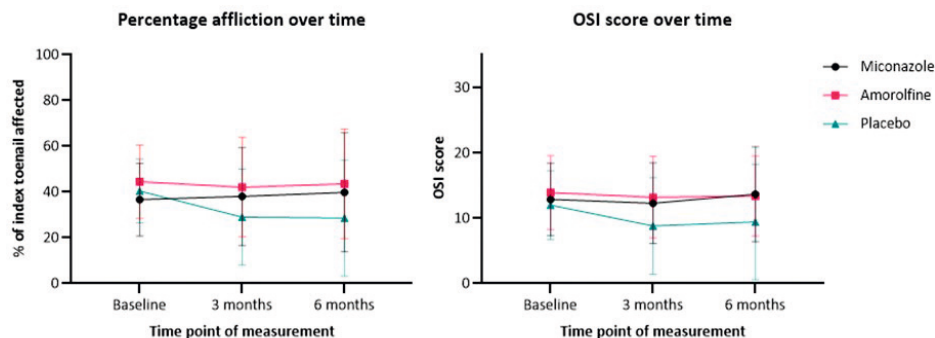 Percentage affliction over time
% of index toenail affected
100
80
60
40
20
0
Baseline
3 months
6 months
Time point of measurement
OSI score over time
OSI score
30
20
10
0
Baseline
3 months
6 months
Time point of measurement
Miconazole
Amorolfine
Placebo